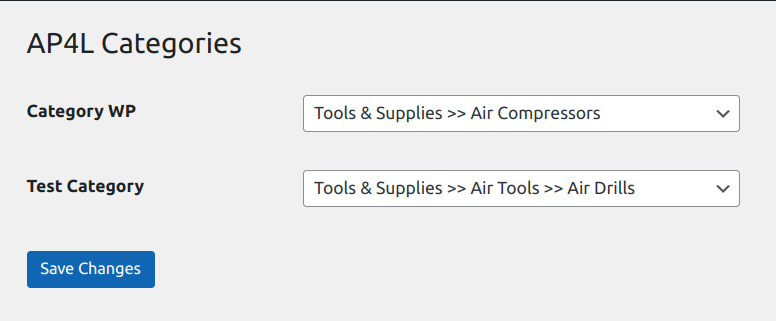 AP4L Categories
Category WP
Tools & Supplies >> Air Compressors
Test Category
Tools & Supplies >> Air Tools >> Air Drills
Save Changes